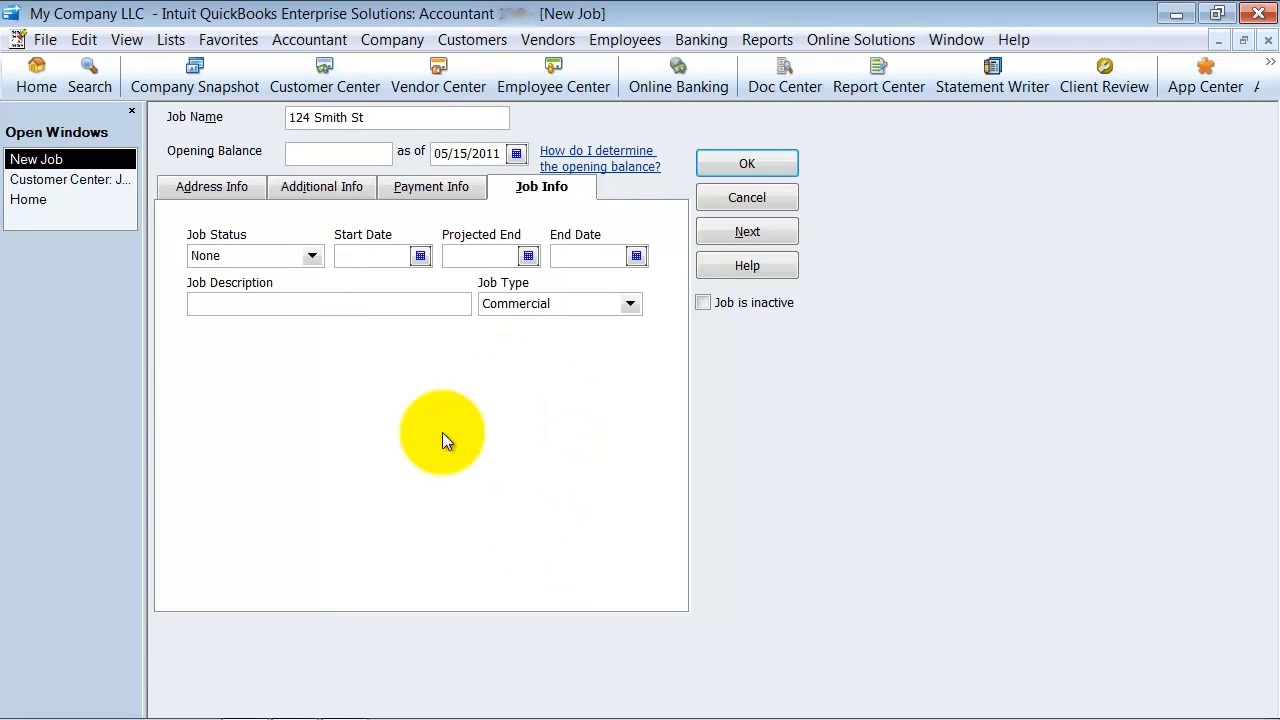 My Company LLC - Intuit QuickBooks Enterprise Solutions: Accountant - [New Job]
File Edit View Lists Favorites Accountant Company Customers Vendors Employees Banking Reports Online Solutions Window Help
Home Search Company Snapshot Customer Center Vendor Center Employee Center Online Banking Doc Center Report Center Statement Writer Client Review App Center
Open Windows
New Job
Customer Center: J...
Home
Job Name 124 Smith St
Opening Balance as of 05/15/2011 How do I determine
the opening balance?
Address Info Additional Info Payment Info Job Info
Job Status Start Date Projected End End Date
None
Job Description Job Type
Commercial
OK
Cancel
Next
Help
Job is inactive